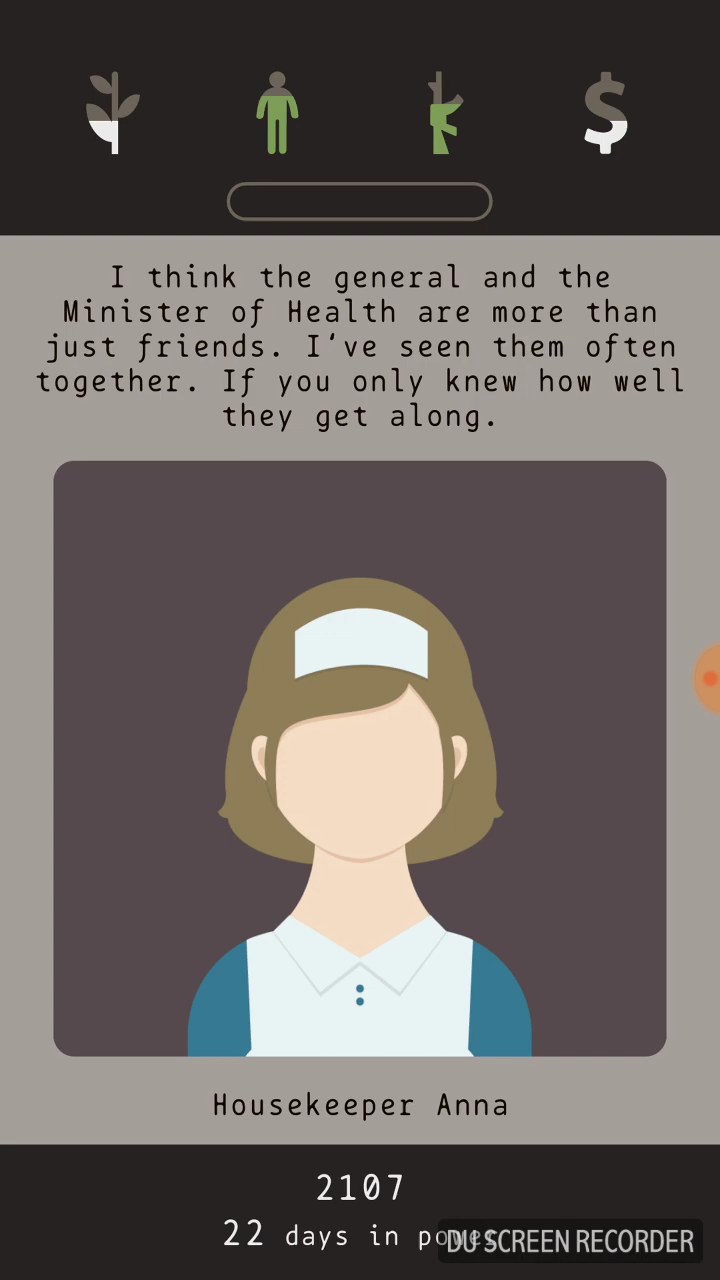 I think the general and the
Minister of Health are more than
just friends. I've seen them often
together. If you only knew how well
they get along.
Housekeeper Anna
2107
22 days in power
DU SCREEN RECORDER